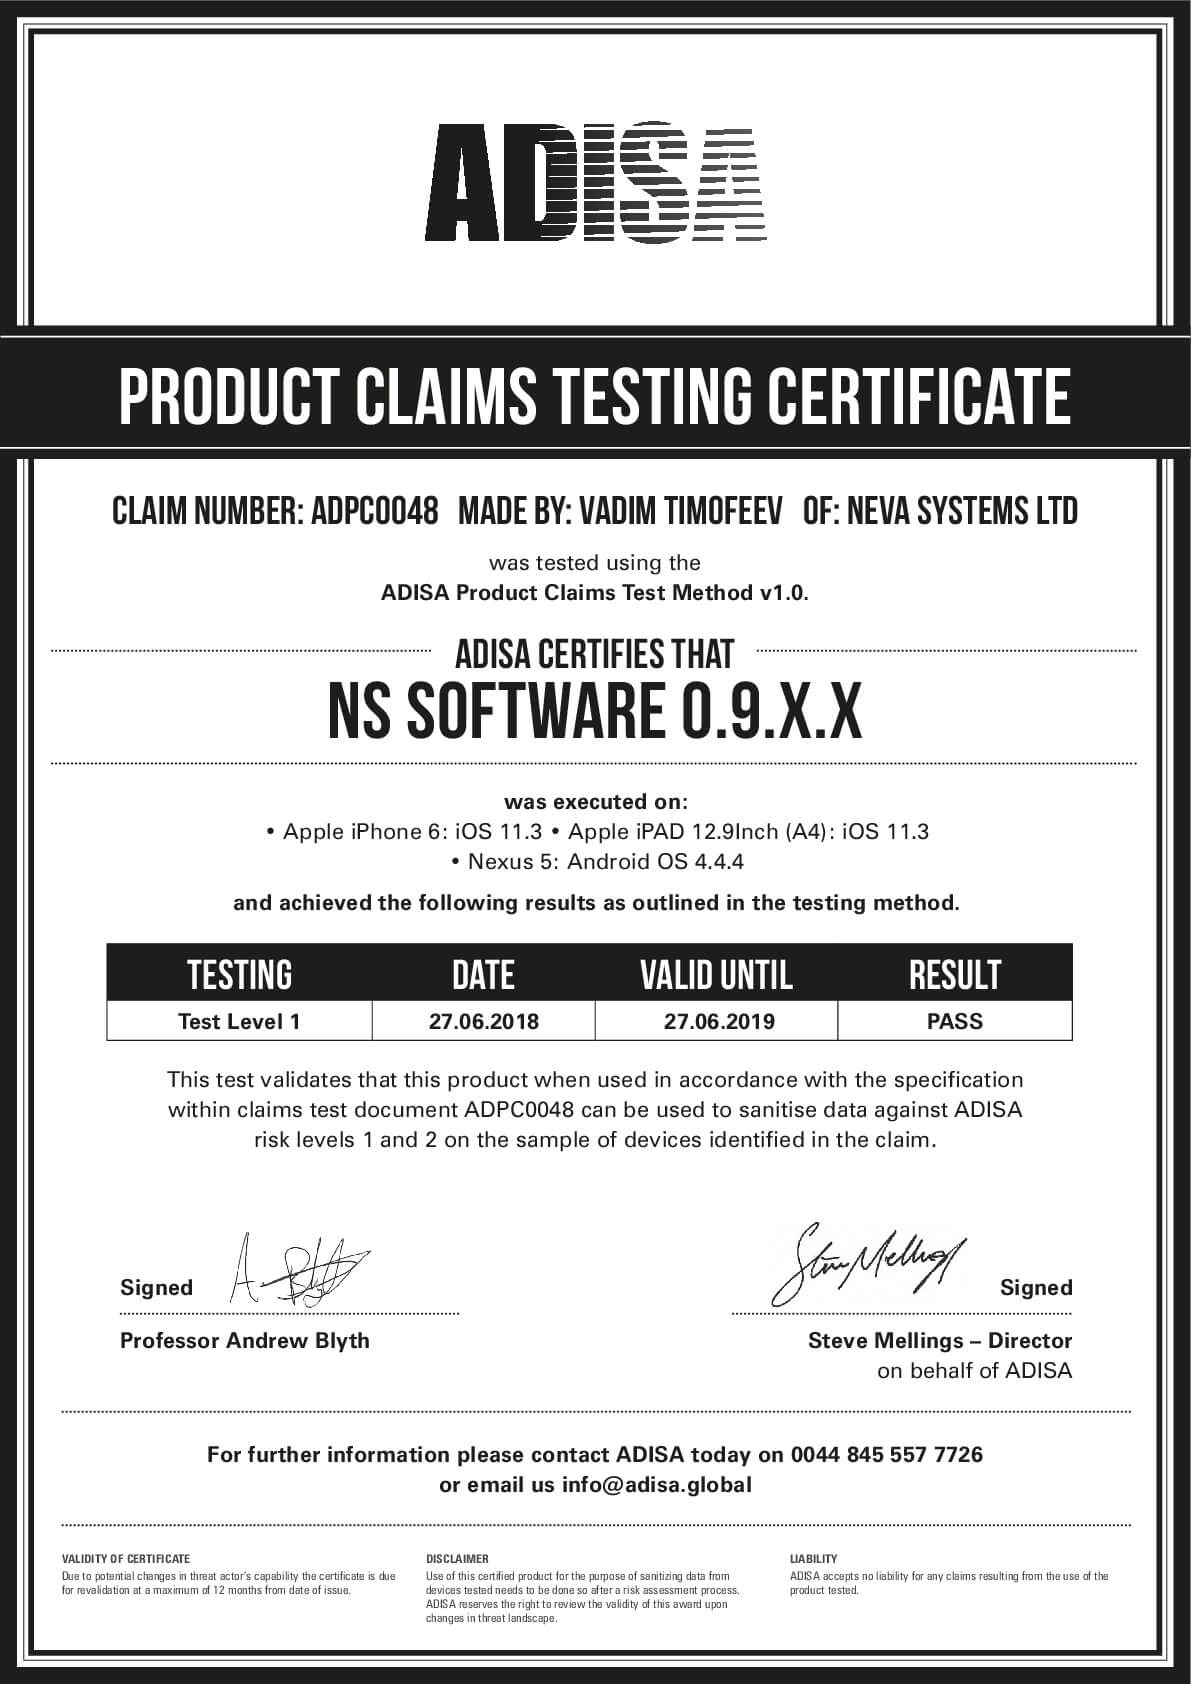 ADISA
PRODUCT CLAIMS TESTING CERTIFICATE
CLAIM NUMBER: ADPC0048 MADE BY: VADIM TIMOFEEV OF: NEVA SYSTEMS LTD
was tested using the
ADISA Product Claims Test Method v1.0.
ADISA CERTIFIES THAT
NS SOFTWARE 0.9.X.X
was executed on:
• Apple iPhone 6: iOS 11.3 • Apple iPAD 12.9Inch (A4): iOS 11.3
• Nexus 5: Android OS 4.4.4
and achieved the following results as outlined in the testing method.
TESTING DATE VALID UNTIL RESULT
Test Level 1 27.06.2018 27.06.2019 PASS
This test validates that this product when used in accordance with the specification
within claims test document ADPC0048 can be used to sanitise data against ADISA
risk levels 1 and 2 on the sample of devices identified in the claim.
Signed A. Blyth
Professor Andrew Blyth
Steve Mellings Signed
Steve Mellings – Director
on behalf of ADISA
For further information please contact ADISA today on 0044 845 557 7726
or email us info@adisa.global
VALIDITY OF CERTIFICATE
Due to potential changes in threat actor's capability the certificate is due
for revalidation at a maximum of 12 months from date of issue.
DISCLAIMER
Use of this certified product for the purpose of sanitizing data from
devices tested needs to be done so after a risk assessment process.
ADISA reserves the right to review the validity of this award upon
changes in threat landscape.
LIABILITY
ADISA accepts no liability for any claims resulting from the use of the
product tested.